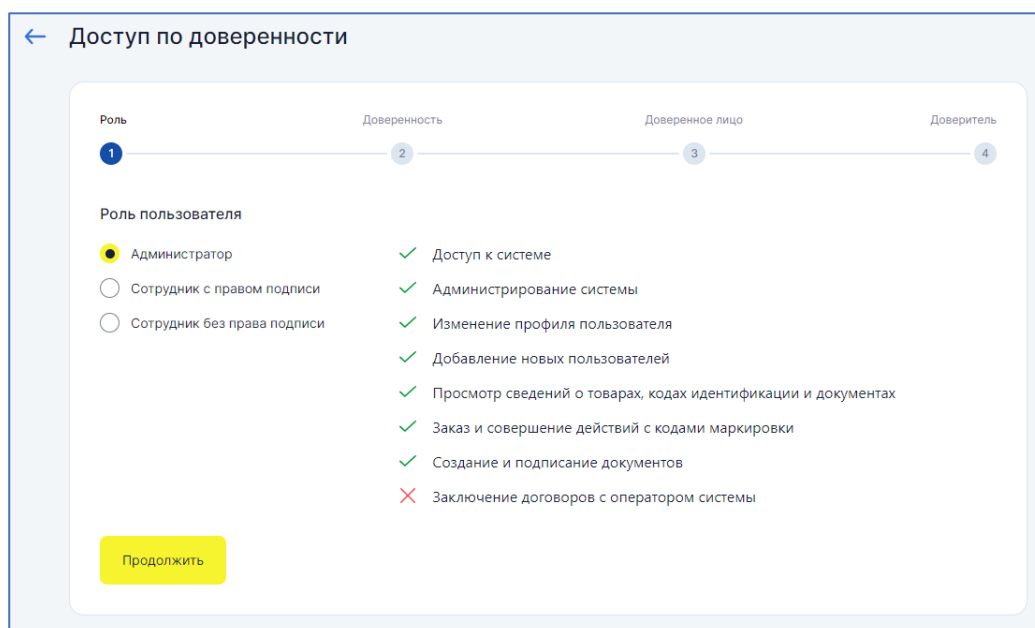 Доступ по доверенности
Роль
Доверенность
Доверенное лицо
Доверитель
1
2
3
4
Роль пользователя
Администратор
Сотрудник с правом подписи
Сотрудник без права подписи
Доступ к системе
Администрирование системы
Изменение профиля пользователя
Добавление новых пользователей
Просмотр сведений о товарах, кодах идентификации и документах
Заказ и совершение действий с кодами маркировки
Создание и подписание документов
Заключение договоров с оператором системы
Продолжить